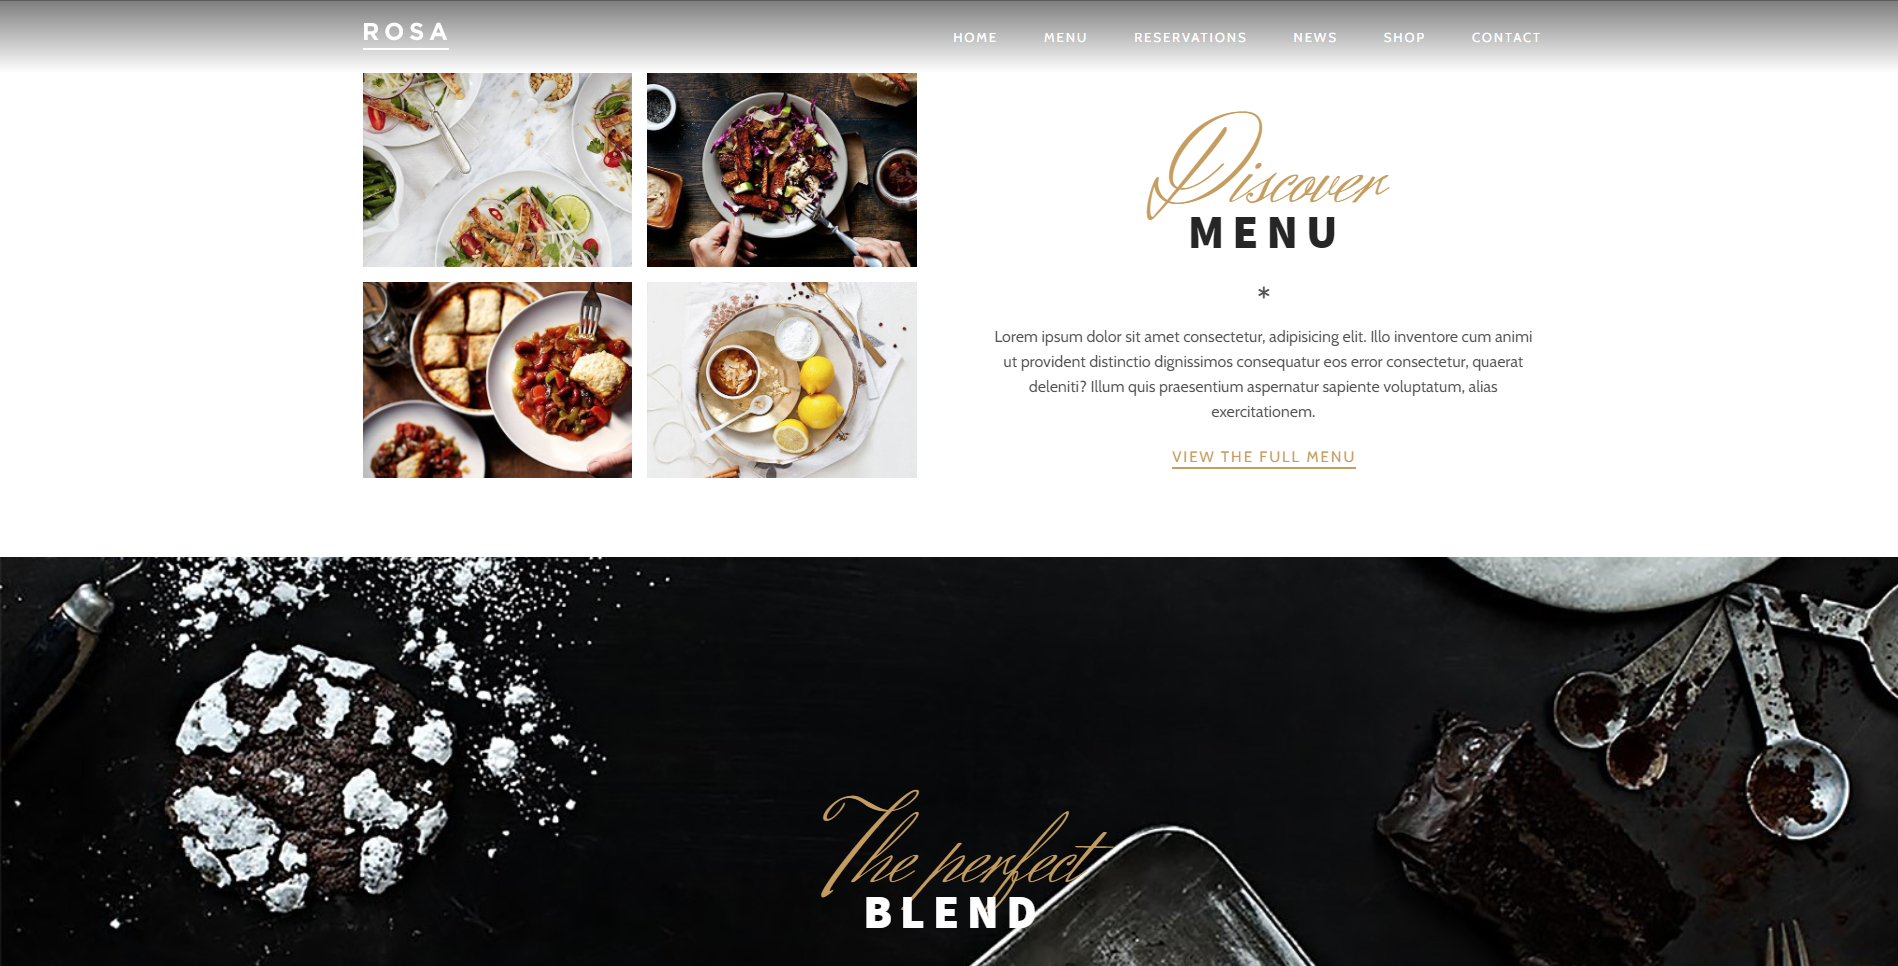 ROSA
HOME MENU RESERVATIONS NEWS SHOP CONTACT
Discover
MENU
*
Lorem ipsum dolor sit amet consectetur, adipisicing elit. Illo inventore cum animi
ut provident distinctio dignissimos consequatur eos error consectetur, quaerat
deleniti? Illum quis praesentium aspernatur sapiente voluptatum, alias
exercitationem.
VIEW THE FULL MENU
The perfect
BLEND